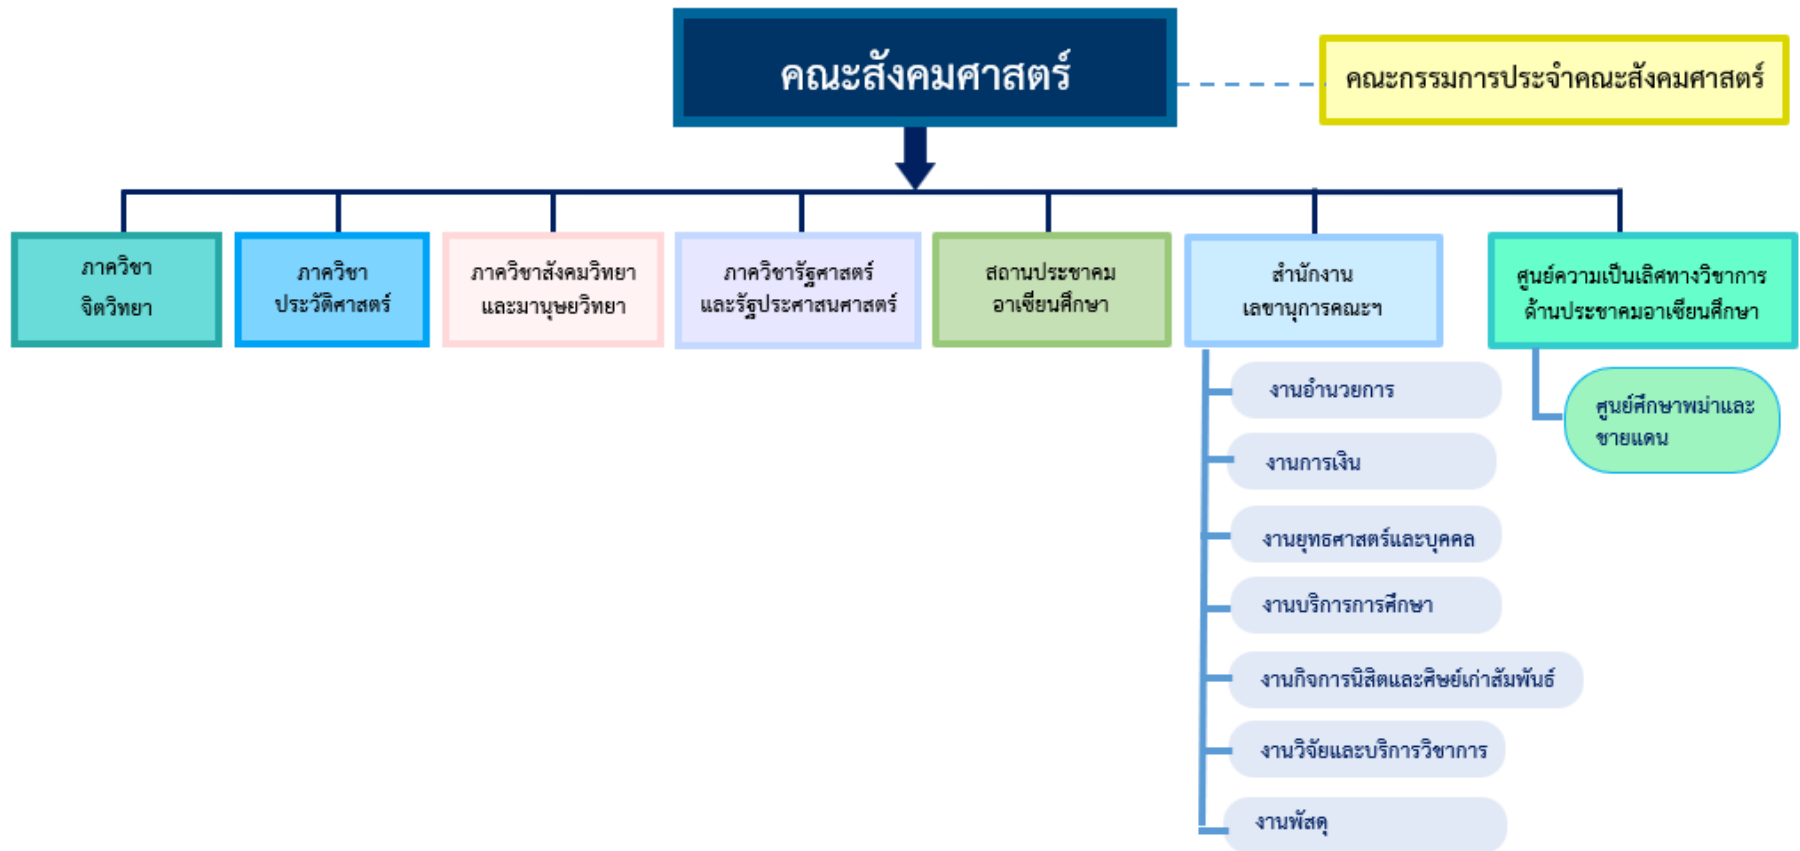 คณะสังคมศาสตร์
คณะกรรมการประจำคณะสังคมศาสตร์
ภาควิชา
จิตวิทยา
ภาควิชา
ประวัติศาสตร์
ภาควิชาสังคมวิทยา
และมานุษยวิทยา
ภาควิชารัฐศาสตร์
และรัฐประศาสนศาสตร์
สถานประชาคม
อาเซียนศึกษา
สำนักงาน
เลขานุการคณะฯ
ศูนย์ความเป็นเลิศทางวิชาการ
ด้านประชาคมอาเซียนศึกษา
งานอำนวยการ
งานการเงิน
งานยุทธศาสตร์และบุคคล
งานบริการการศึกษา
งานกิจการนิสิตและศิษย์เก่าสัมพันธ์
งานวิจัยและบริการวิชาการ
งานพัสดุ
ศูนย์ศึกษาพม่าและ
ชายแดน